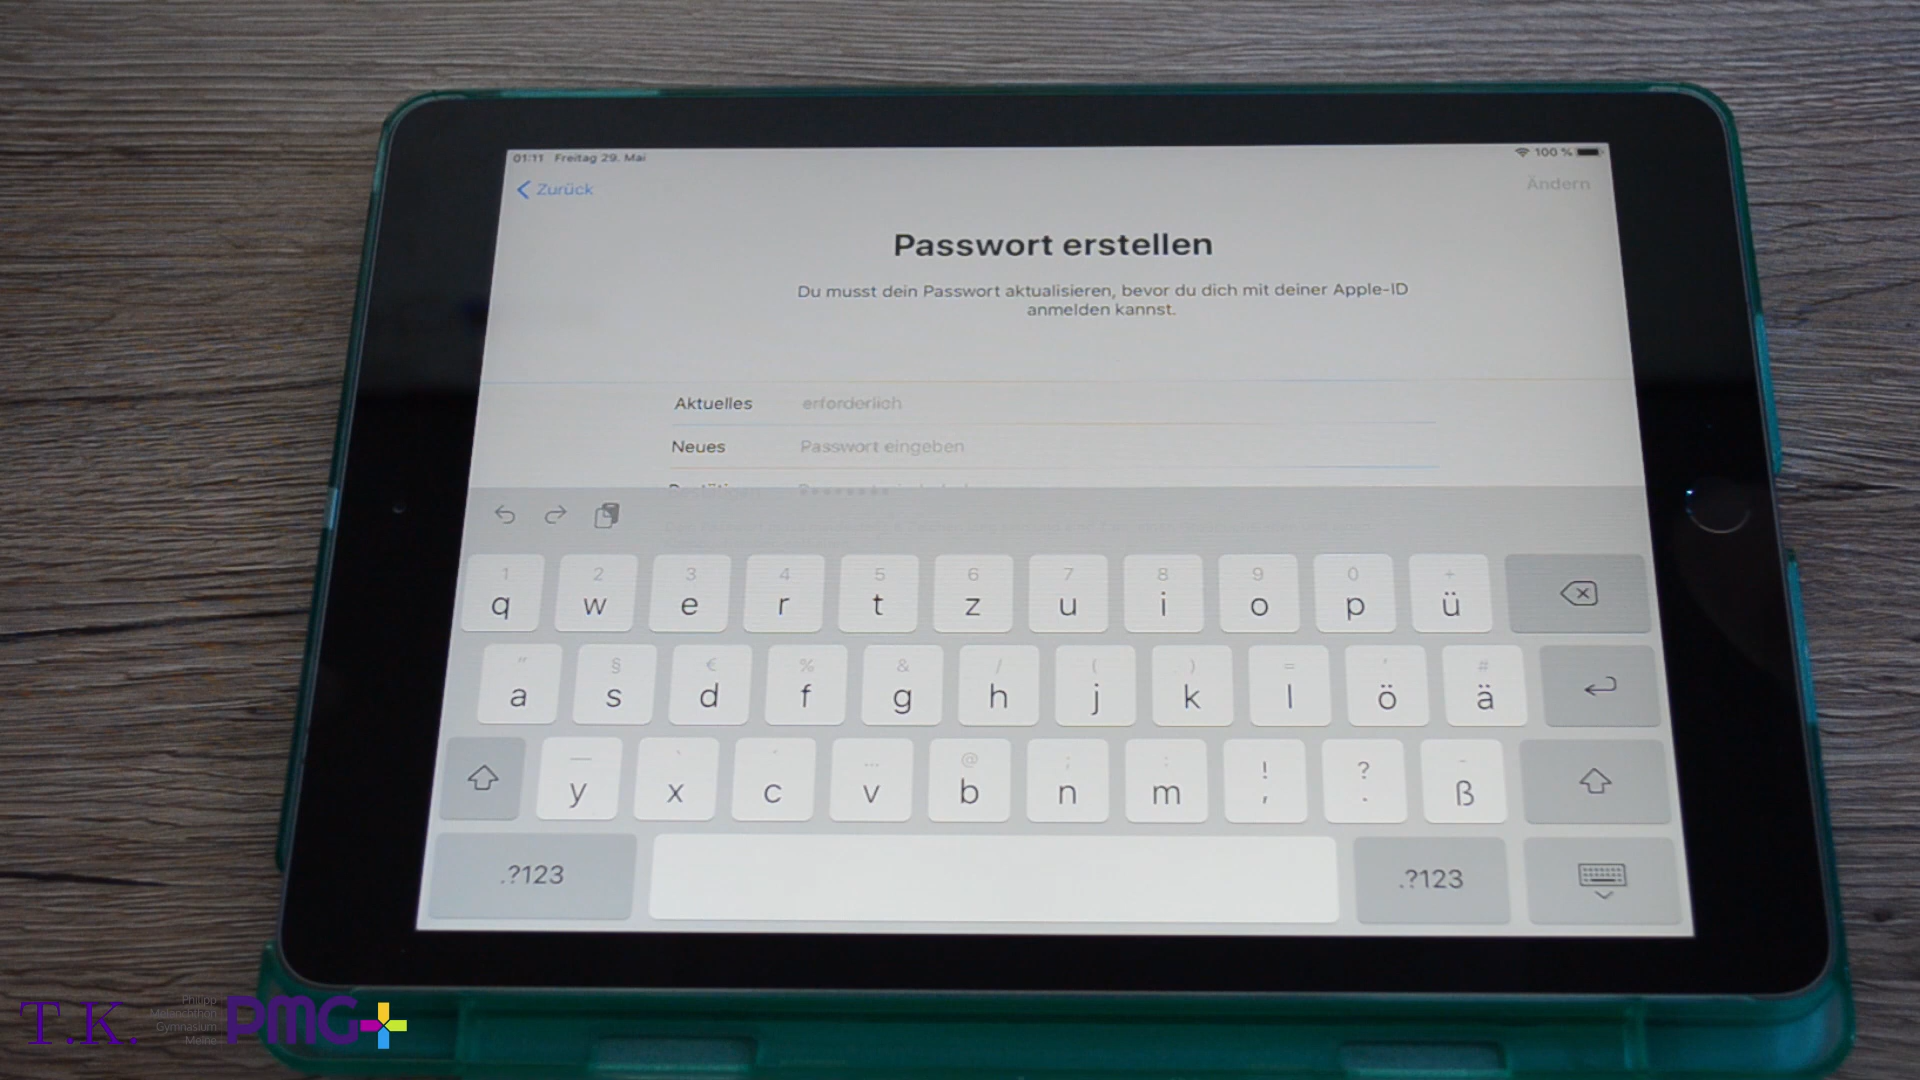 01:11 Freitag 29. Mai
100 %
Zurück
Ändern
Passwort erstellen
Du musst dein Passwort aktualisieren, bevor du dich mit deiner Apple-ID
anmelden kannst.
Aktuelles erforderlich
Neues Passwort eingeben
1 2 3 4 5 6 7 8 9 0 +
q w e r t z u i o p ü
" § € % & / ( ) = ' #
a s d f g h j k l ö ä
— ` ´ ... @ ; : ! ? -
y x c v b n m , . ß
.?123 .?123
T.K.
Philipp
Melanchthon
Gymnasium
Meine
PMG